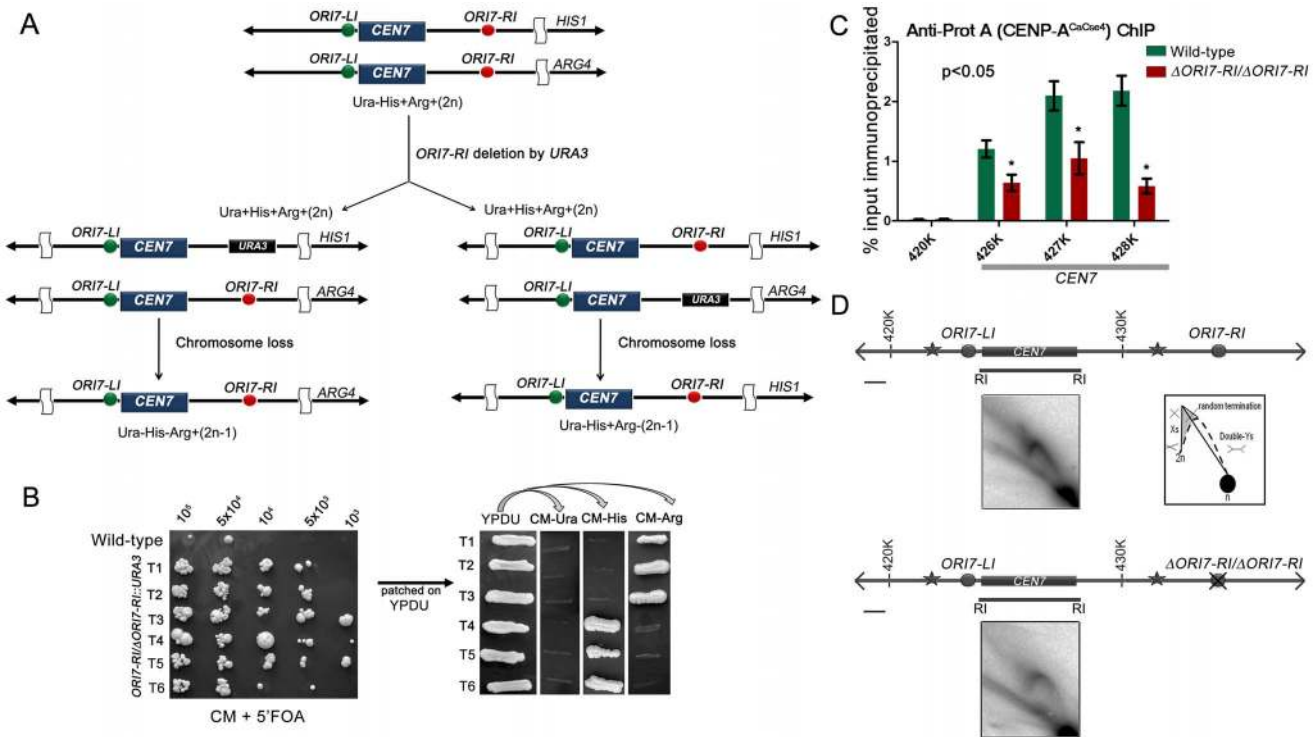 A
ORI7-LI CEN7 ORI7-RI HIS1
ORI7-LI CEN7 ORI7-RI ARG4
Ura-His+Arg+(2n)
ORI7-RI deletion by URA3
Ura+His+Arg+(2n)
Ura+His+Arg+(2n)
ORI7-LI CEN7 URA3 HIS1
ORI7-LI CEN7 ORI7-RI ARG4
Chromosome loss
ORI7-LI CEN7 ORI7-RI ARG4
Ura-His-Arg+(2n-1)
ORI7-LI CEN7 ORI7-RI HIS1
ORI7-LI CEN7 URA3 ARG4
Chromosome loss
ORI7-LI CEN7 ORI7-RI HIS1
Ura-His+Arg-(2n-1)
B
10⁵ 5X10⁴ 10⁴ 5X10³ 10³
Wild-type
ORI7-RI/ΔORI7-RI::URA3
T1
T2
T3
T4
T5
T6
CM + 5'FOA
patched on
YPDU
YPDU CM-Ura CM-His CM-Arg
T1
T2
T3
T4
T5
T6
C
Anti-Prot A (CENP-A^CaCse4) ChIP
Wild-type
ΔORI7-RI/ΔORI7-RI
p<0.05
% input immunoprecipitated
3
2
1
0
* * *
420K 426K 427K 428K
CEN7
D
420K ORI7-LI CEN7 430K ORI7-RI
RI RI
random termination
Xs
Double-Ys
2n
n
420K ORI7-LI CEN7 430K ΔORI7-RI/ΔORI7-RI
RI RI